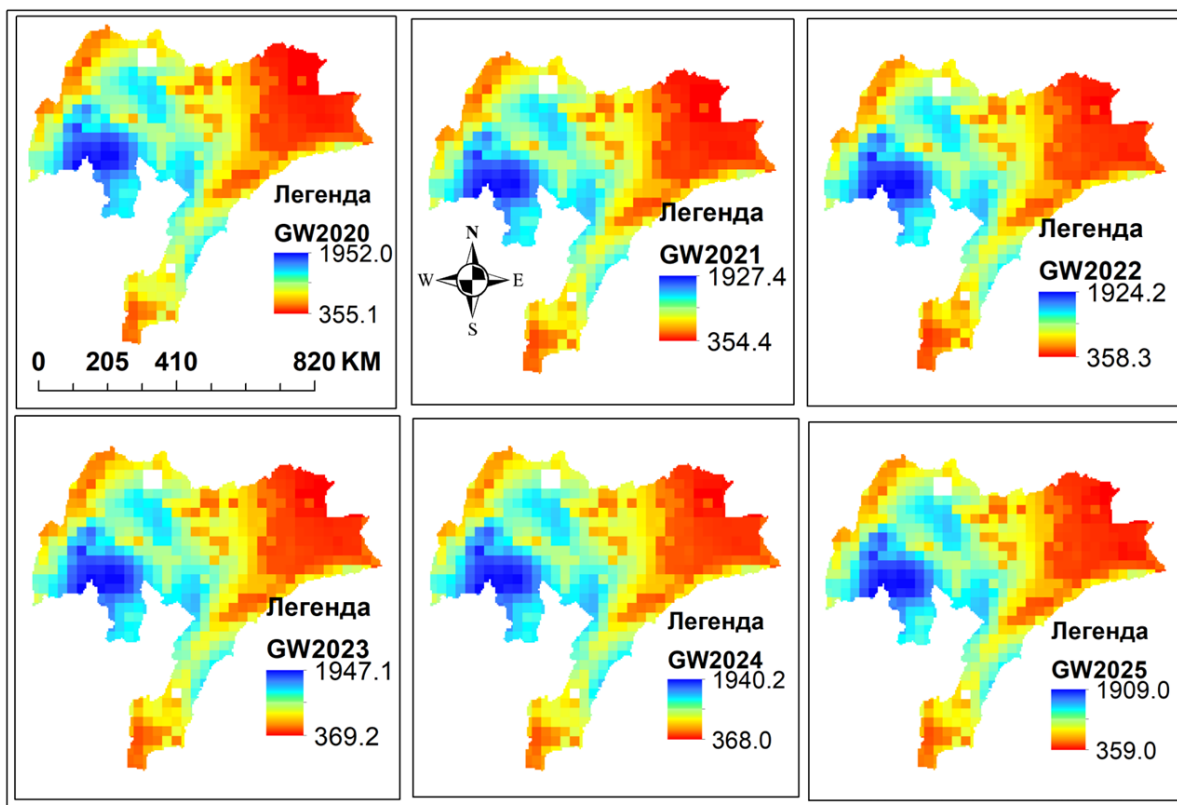 Легенда
GW2020
1952.0
355.1
0 205 410 820 KM
Легенда
GW2021
1927.4
354.4
N
W E
S
Легенда
GW2022
1924.2
358.3
Легенда
GW2023
1947.1
369.2
Легенда
GW2024
1940.2
368.0
Легенда
GW2025
1909.0
359.0